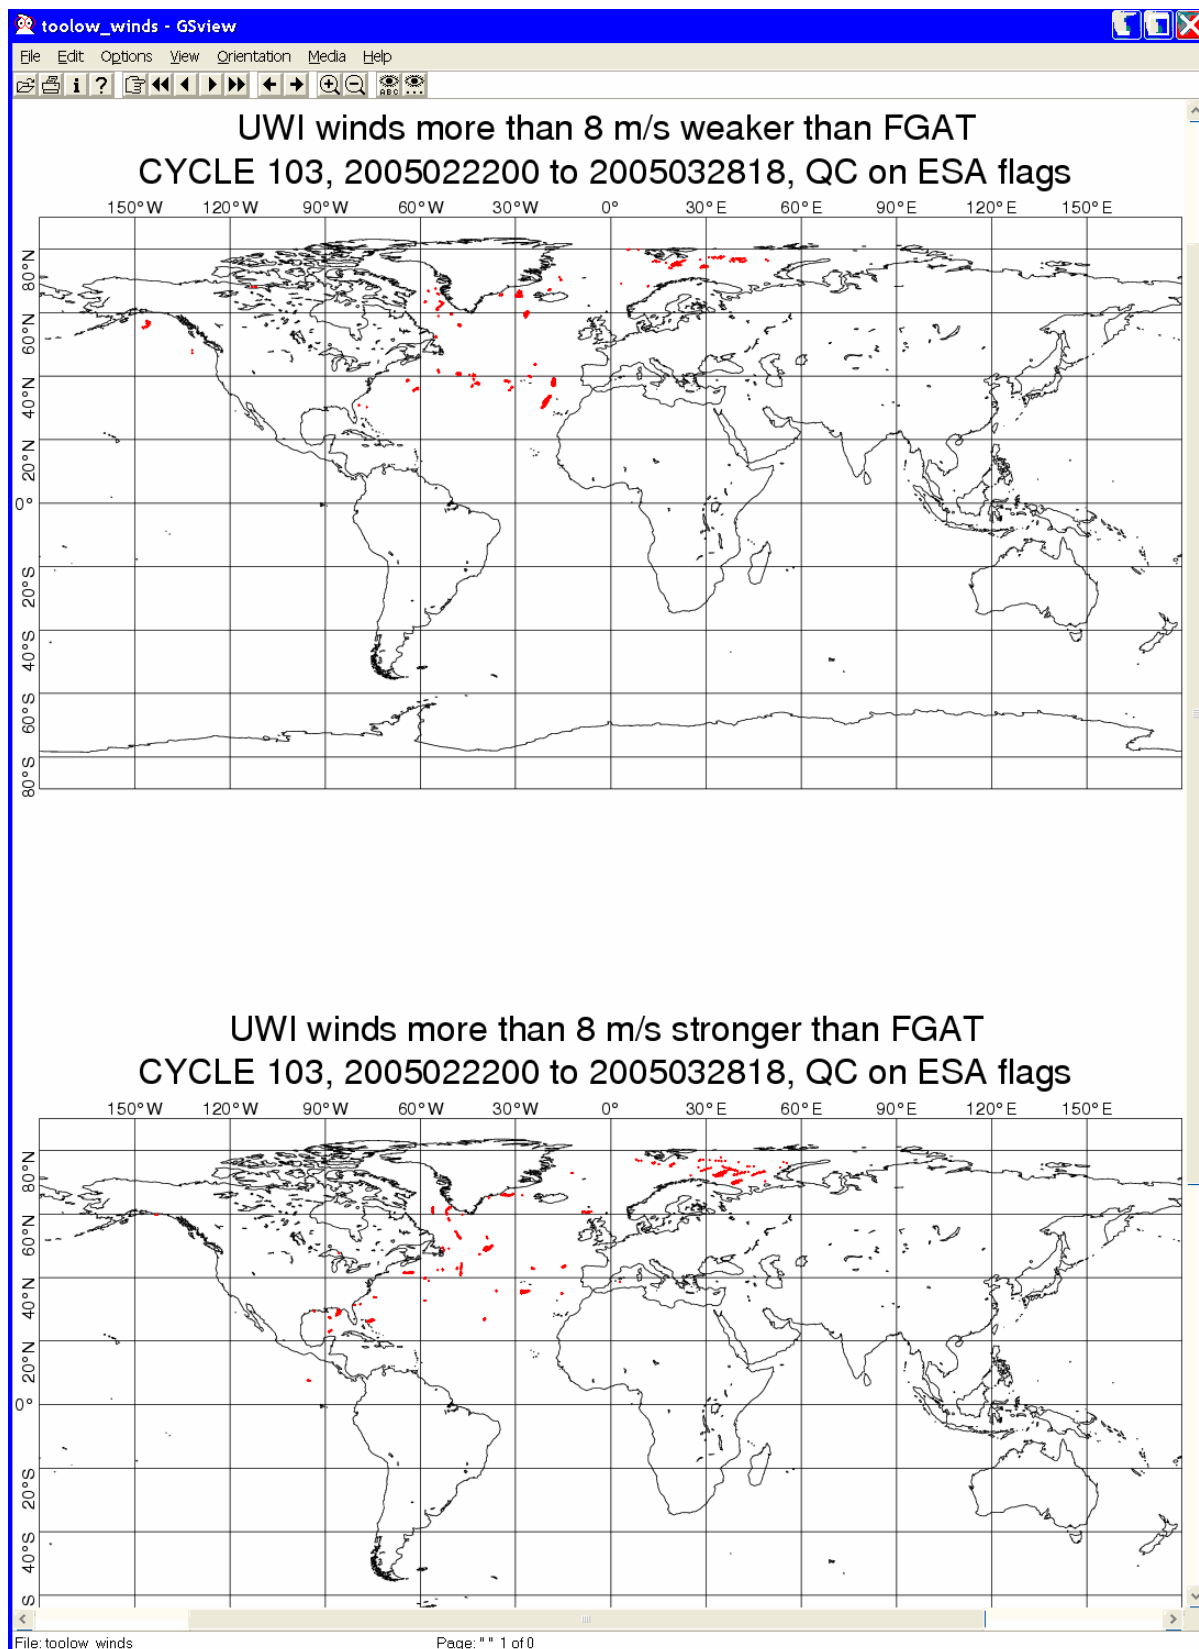 toolow_winds - GSview
File Edit Options View Orientation Media Help
UWI winds more than 8 m/s weaker than FGAT
CYCLE 103, 2005022200 to 2005032818, QC on ESA flags
150°W 120°W 90°W 60°W 30°W 0° 30°E 60°E 90°E 120°E 150°E
80°N
60°N
40°N
20°N
0°
20°S
40°S
60°S
80°S
UWI winds more than 8 m/s stronger than FGAT
CYCLE 103, 2005022200 to 2005032818, QC on ESA flags
150°W 120°W 90°W 60°W 30°W 0° 30°E 60°E 90°E 120°E 150°E
80°N
60°N
40°N
20°N
0°
20°S
40°S
S
File: toolow_winds Page: " " 1 of 0